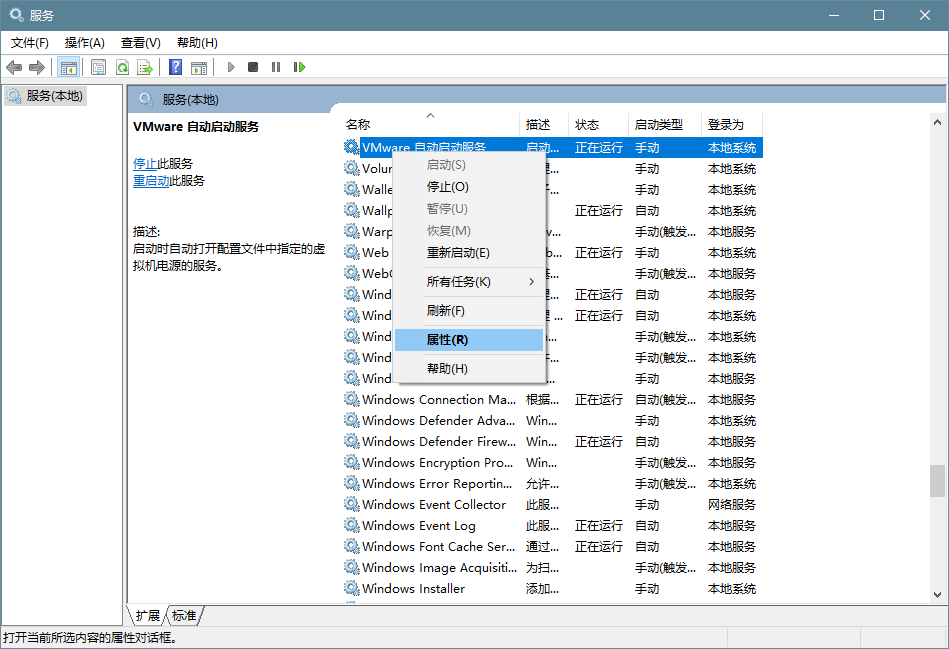 服务
文件(F) 操作(A) 查看(V) 帮助(H)
服务(本地)
服务(本地)
VMware 自动启动服务
停止此服务
重启动此服务
描述:
启动时自动打开配置文件中指定的虚
拟机电源的服务。
名称 描述 状态 启动类型 登录为
VMware 自动启动服务 启动... 正在运行 手动 本地系统
Volur 手动 本地系统
Walle 手动 本地系统
Wallp 正在运行 自动 本地系统
Warp 手动(触发... 本地服务
Web 正在运行 手动 本地系统
WebC 手动(触发... 本地服务
Wind 正在运行 自动 本地服务
Wind 正在运行 自动 本地系统
Wind 手动(触发... 本地系统
Wind 手动(触发... 本地系统
Wind 手动 本地服务
Windows Connection Ma... 根据... 正在运行 自动(触发... 本地服务
Windows Defender Adva... Win... 手动 本地系统
Windows Defender Firew... Win... 正在运行 自动 本地服务
Windows Encryption Pro... Win... 手动(触发... 本地服务
Windows Error Reportin... 允许... 手动(触发... 本地系统
Windows Event Collector 此服... 手动 网络服务
Windows Event Log 此服... 正在运行 自动 本地服务
Windows Font Cache Ser... 通过... 正在运行 自动 本地服务
Windows Image Acquisiti... 为扫... 手动(触发... 本地服务
Windows Installer 添加... 手动 本地系统
启动(S)
停止(O)
暂停(U)
恢复(M)
重新启动(E)
所有任务(K)
刷新(F)
属性(R)
帮助(H)
扩展 标准
打开当前所选内容的属性对话框。